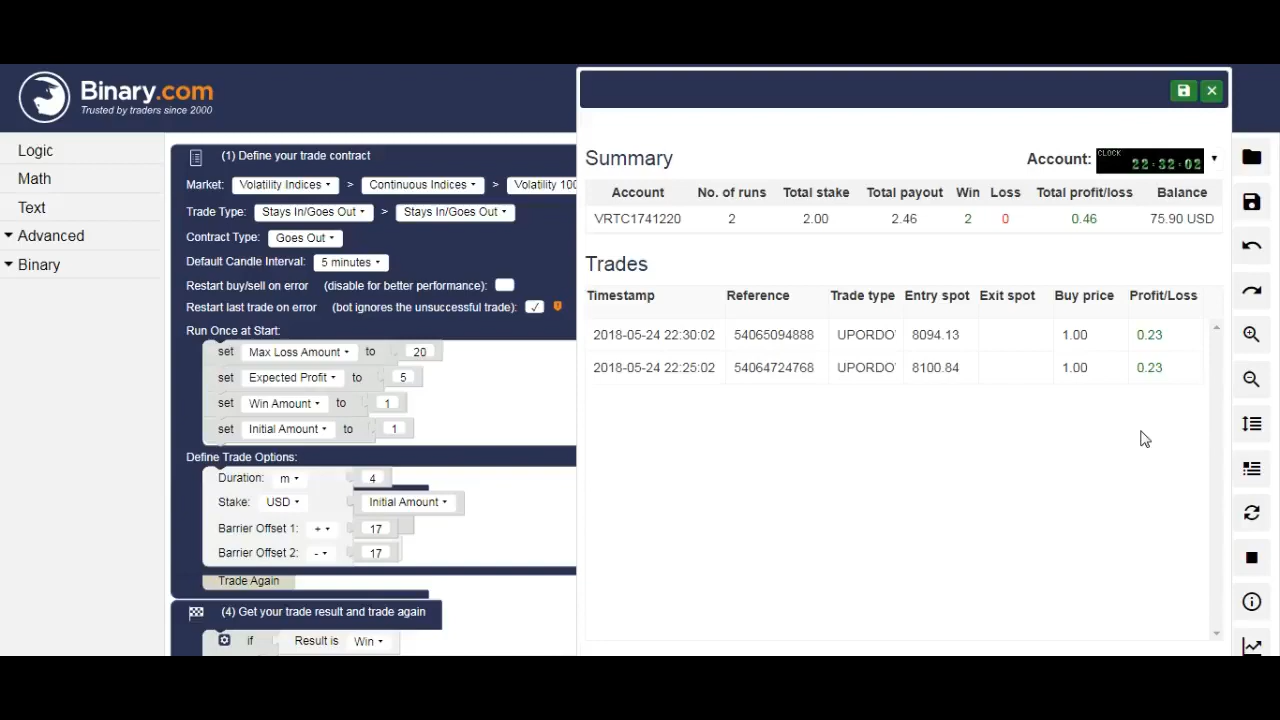 Binary.com
Trusted by traders since 2000
Logic
Math
Text
Advanced
Binary
(1) Define your trade contract
Market: Volatility Indices > Continuous Indices > Volatility 100
Trade Type: Stays In/Goes Out > Stays In/Goes Out
Contract Type: Goes Out
Default Candle Interval: 5 minutes
Restart buy/sell on error (disable for better performance):
Restart last trade on error (bot ignores the unsuccessful trade):
Run Once at Start:
set Max Loss Amount to 20
set Expected Profit to 5
set Win Amount to 1
set Initial Amount to 1
Define Trade Options:
Duration: m 4
Stake: USD Initial Amount
Barrier Offset 1: + 17
Barrier Offset 2: - 17
Trade Again
(4) Get your trade result and trade again
if Result is Win
Summary
Account: CLOCK 22:32:02
Account No. of runs Total stake Total payout Win Loss Total profit/loss Balance
VRTC1741220 2 2.00 2.46 2 0 0.46 75.90 USD
Trades
Timestamp Reference Trade type Entry spot Exit spot Buy price Profit/Loss
2018-05-24 22:30:02 54065094888 UPORDO 8094.13 1.00 0.23
2018-05-24 22:25:02 54064724768 UPORDO 8100.84 1.00 0.23